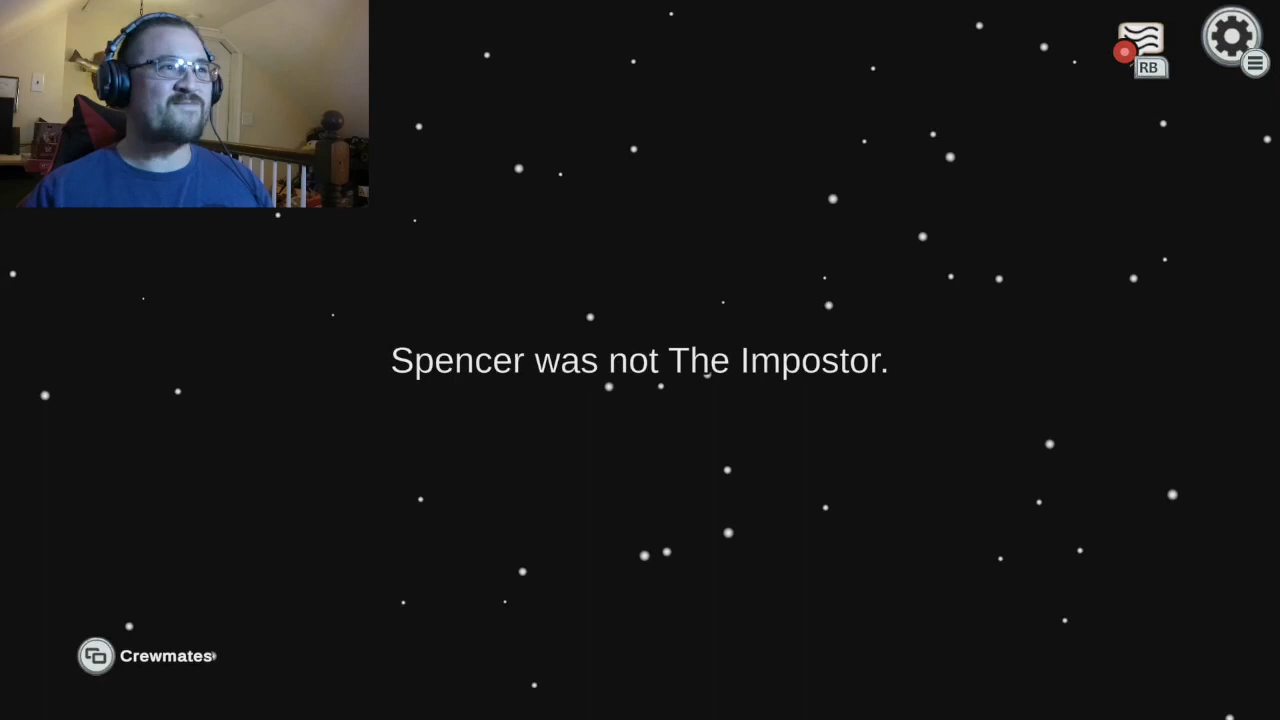 RB
Spencer was not The Impostor.
Crewmates